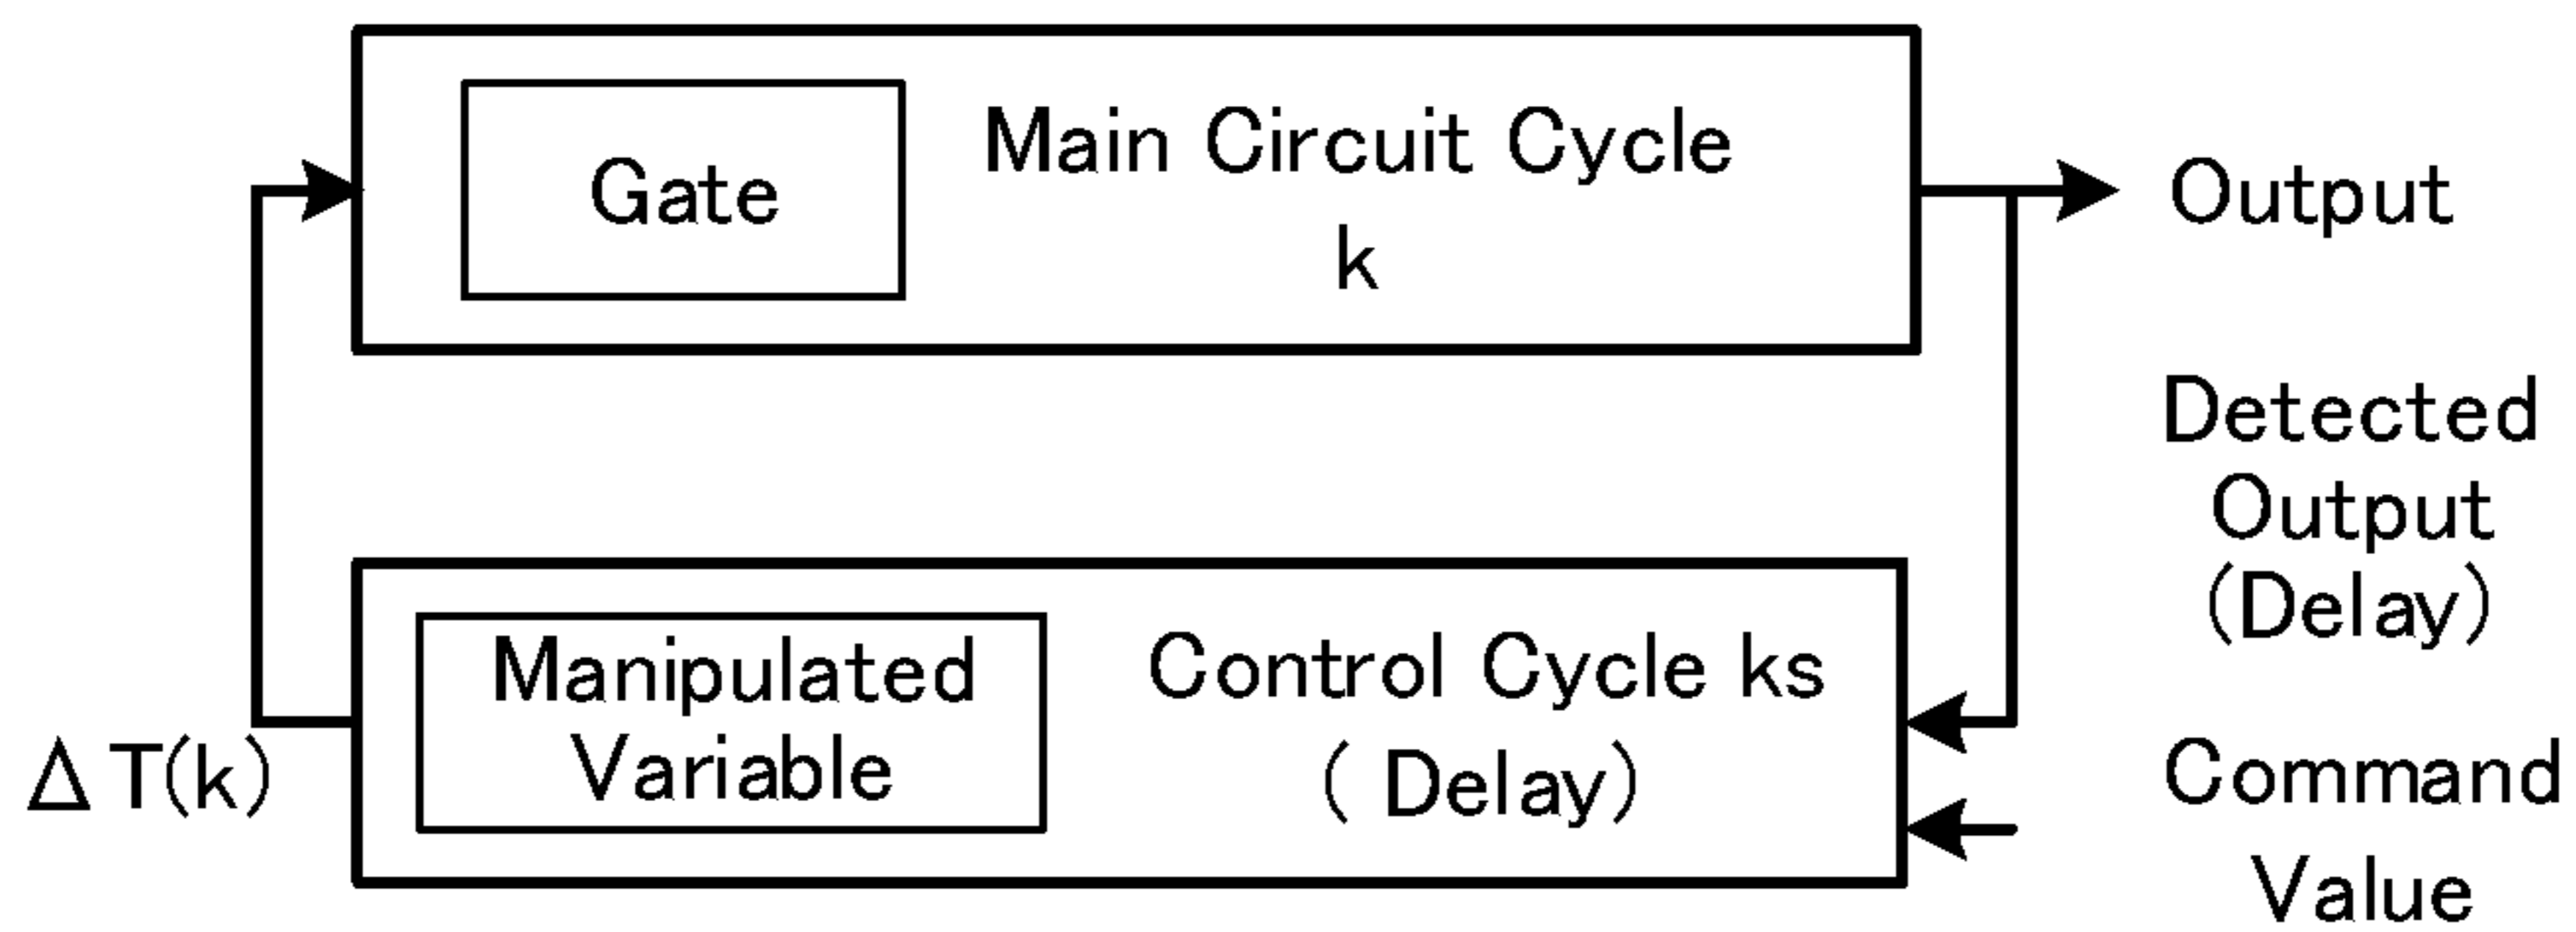 Gate
Main Circuit Cycle
k
Output
Detected
Output
(Delay)
Manipulated
Variable
Control Cycle ks
( Delay)
ΔT(k)
Command
Value